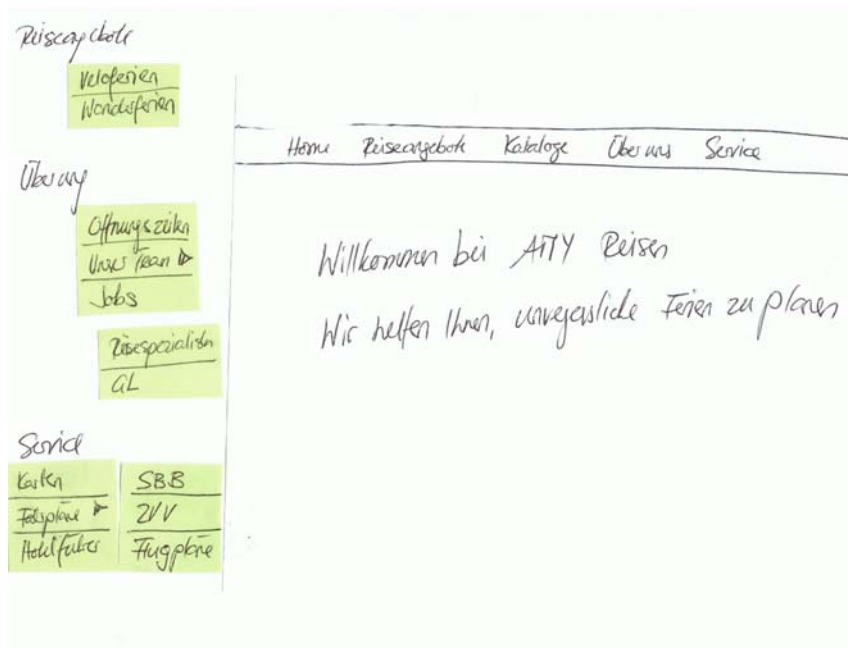 Reiseangebote
Veloferien
Wanderferien
Über uns
Öffnungszeiten
Unser Team ▶
Jobs
Reisespezialisten
GL
Service
Karten
Fahrpläne ▶
Hotelführer
SBB
ZVV
Flugpläne
Home Reiseangebote Kataloge Über uns Service
Willkommen bei Reisen
Wir helfen Ihnen, unvergessliche Ferien zu planen